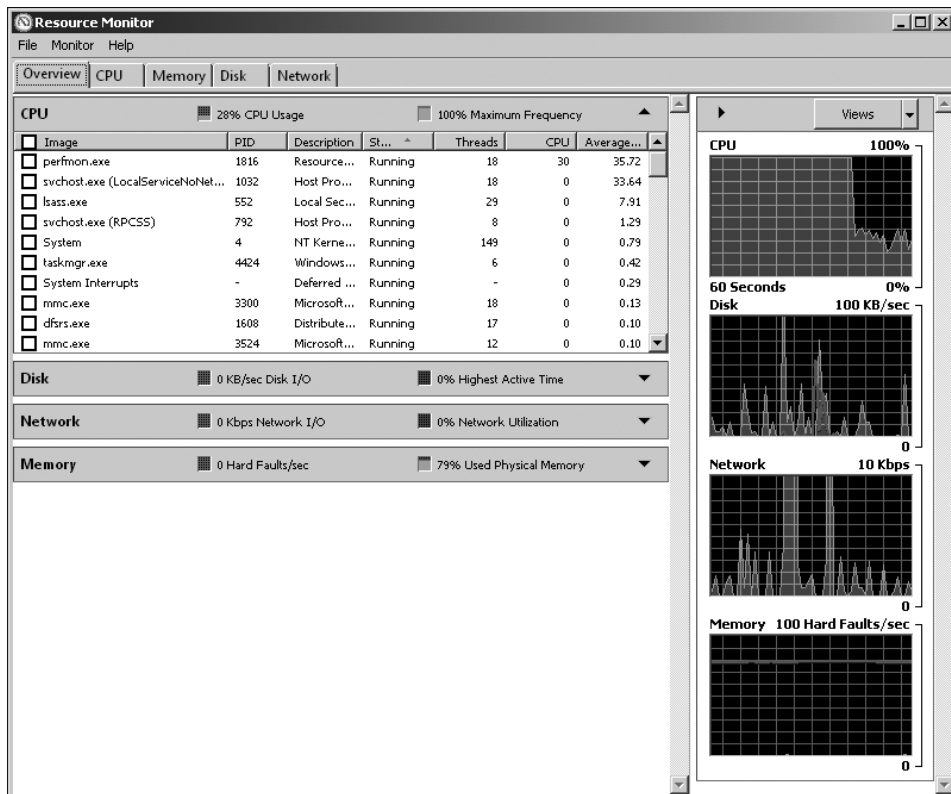 Resource Monitor
File Monitor Help
Overview CPU Memory Disk Network
CPU 28% CPU Usage 100% Maximum Frequency
Image PID Description St... Threads CPU Average...
perfmon.exe 1816 Resource... Running 18 30 35.72
svchost.exe (LocalServiceNoNet... 1032 Host Pro... Running 18 0 33.64
lsass.exe 552 Local Sec... Running 29 0 7.91
svchost.exe (RPCSS) 792 Host Pro... Running 8 0 1.29
System 4 NT Kerne... Running 149 0 0.79
taskmgr.exe 4424 Windows... Running 6 0 0.42
System Interrupts - Deferred ... Running - 0 0.29
mmc.exe 3300 Microsoft... Running 18 0 0.13
dfsrs.exe 1608 Distribute... Running 17 0 0.10
mmc.exe 3524 Microsoft... Running 12 0 0.10
Disk 0 KB/sec Disk I/O 0% Highest Active Time
Network 0 Kbps Network I/O 0% Network Utilization
Memory 0 Hard Faults/sec 79% Used Physical Memory
Views
CPU 100%
60 Seconds 0%
Disk 100 KB/sec
0
Network 10 Kbps
0
Memory 100 Hard Faults/sec
0